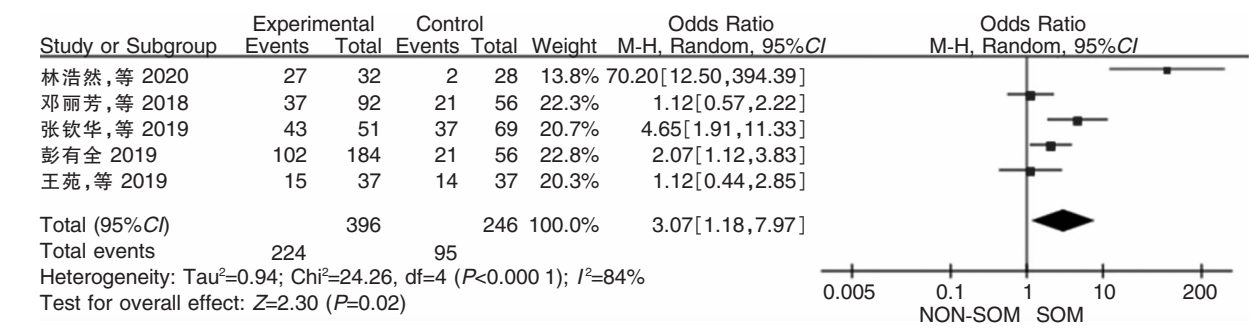 Experimental Control Odds Ratio Odds Ratio
Study or Subgroup Events Total Events Total Weight M-H, Random, 95%CI M-H, Random, 95%CI
林浩然,等 2020 27 32 2 28 13.8% 70.20[12.50,394.39]
邓丽芳,等 2018 37 92 21 56 22.3% 1.12[0.57,2.22]
张钦华,等 2019 43 51 37 69 20.7% 4.65[1.91,11.33]
彭有全 2019 102 184 21 56 22.8% 2.07[1.12,3.83]
王苑,等 2019 15 37 14 37 20.3% 1.12[0.44,2.85]
Total (95%CI) 396 246 100.0% 3.07[1.18,7.97]
Total events 224 95
Heterogeneity: Tau²=0.94; Chi²=24.26, df=4 (P<0.000 1); I²=84%
Test for overall effect: Z=2.30 (P=0.02)
0.005 0.1 1 10 200
NON-SOM SOM